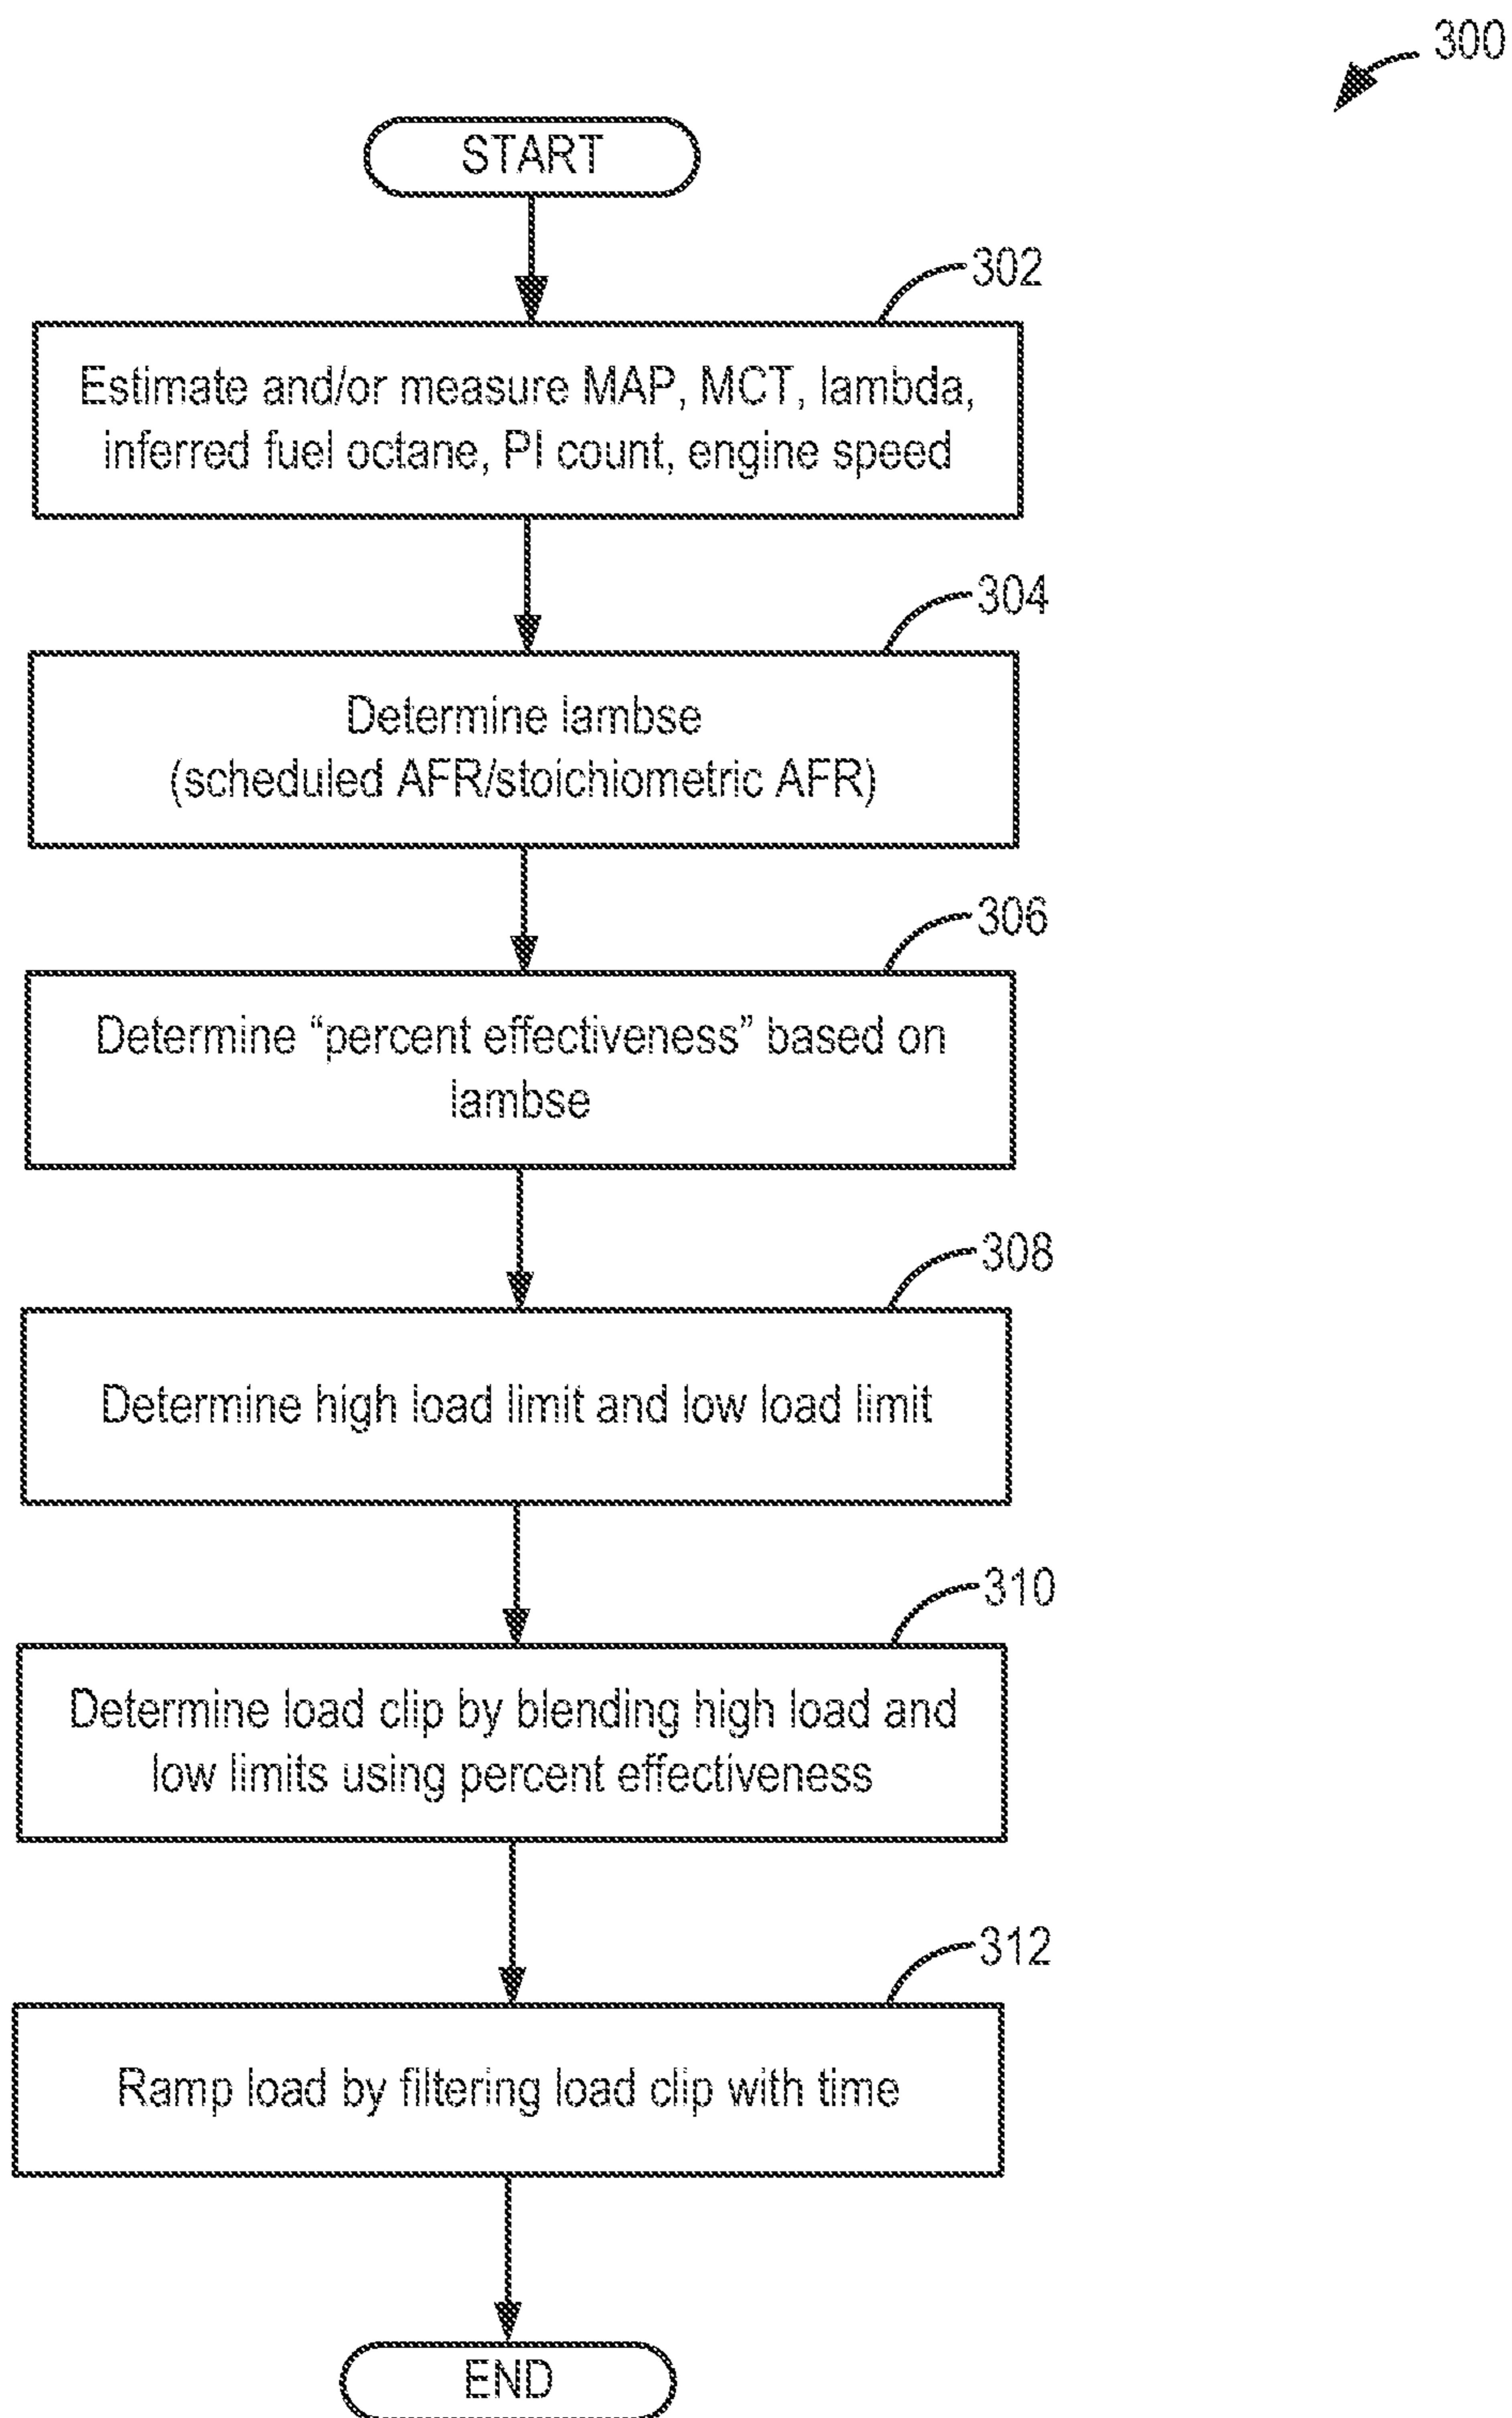 300
START
302
Estimate and/or measure MAP, MCT, lambda,
inferred fuel octane, PI count, engine speed
304
Determine lambse
(scheduled AFR/stoichiometric AFR)
306
Determine “percent effectiveness” based on
lambse
308
Determine high load limit and low load limit
310
Determine load clip by blending high load and
low limits using percent effectiveness
312
Ramp load by filtering load clip with time
END